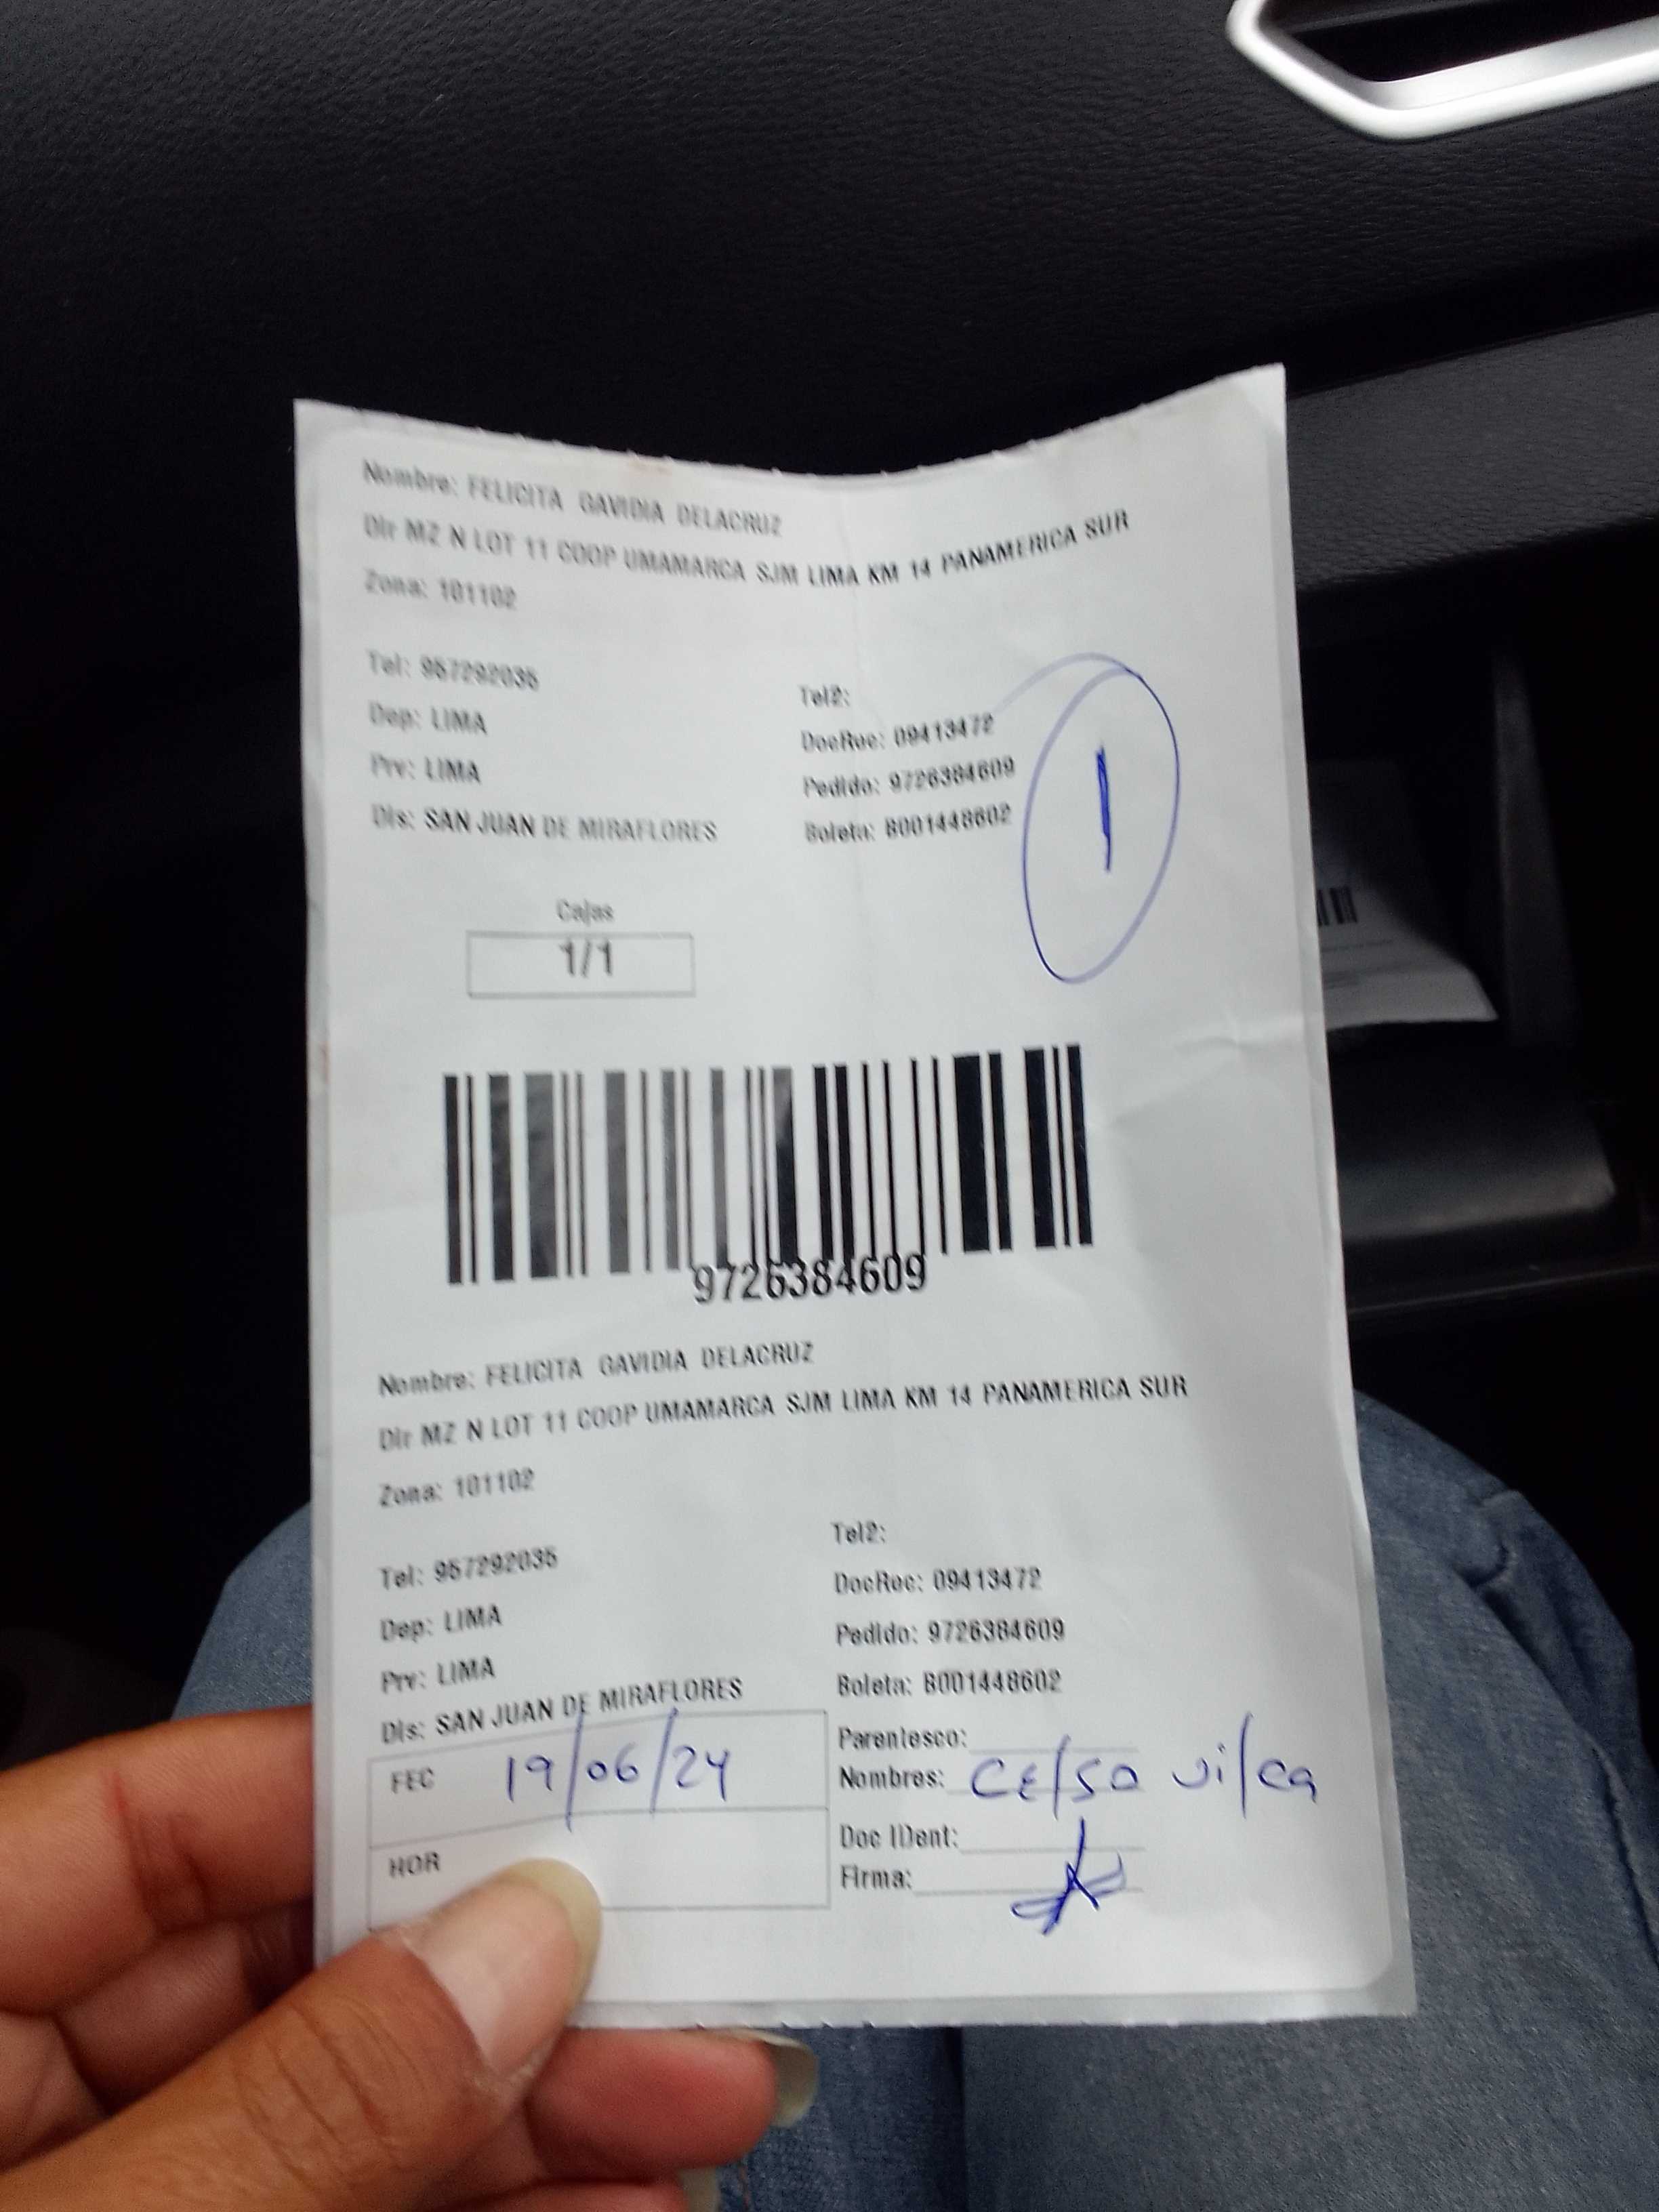 Nombre: FELICITA GAVIDIA DELACRUZ
Dir MZ N LOT 11 COOP UMAMARCA SJM LIMA KM 14 PANAMERICA SUR
Zona: 101102
Tel: 957292035
Tel2:
Dep: LIMA
DocRec: 09413472
Prv: LIMA
Pedido: 9726384609
Dis: SAN JUAN DE MIRAFLORES
Boleta: B001448602
1
Cajas
1/1
9726384609
Nombre: FELICITA GAVIDIA DELACRUZ
Dir MZ N LOT 11 COOP UMAMARCA SJM LIMA KM 14 PANAMERICA SUR
Zona: 101102
Tel: 957292035
Tel2:
Dep: LIMA
DocRec: 09413472
Prv: LIMA
Pedido: 9726384609
Dis: SAN JUAN DE MIRAFLORES
Boleta: B001448602
FEC 19/06/24
Parentesco:
Nombres: CElso vilca
HOR
Doc IDent:
Firma: